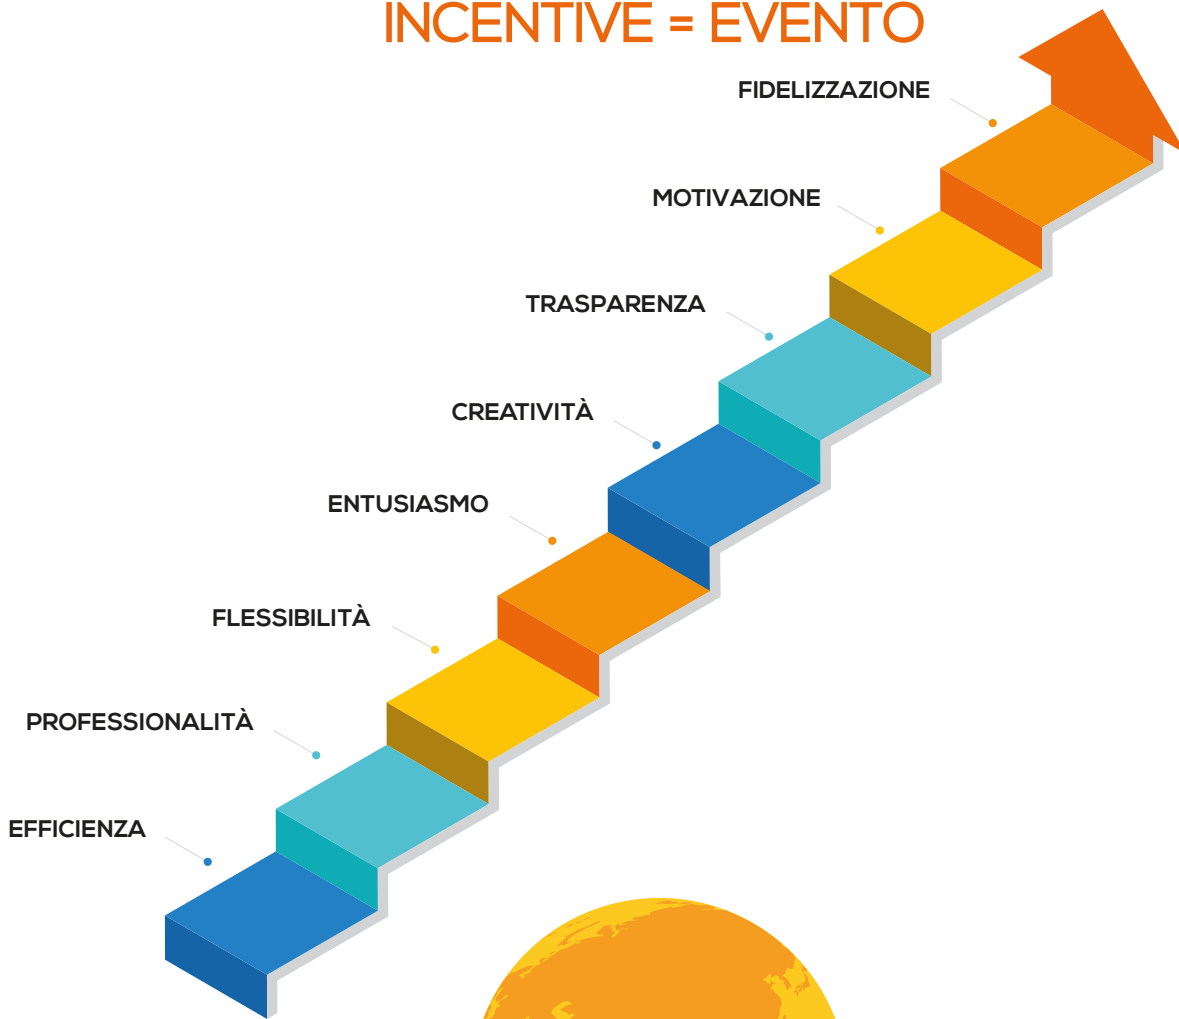 INCENTIVE = EVENTO
FIDELIZZAZIONE
MOTIVAZIONE
TRASPARENZA
CREATIVITÀ
ENTUSIASMO
FLESSIBILITÀ
PROFESSIONALITÀ
EFFICIENZA